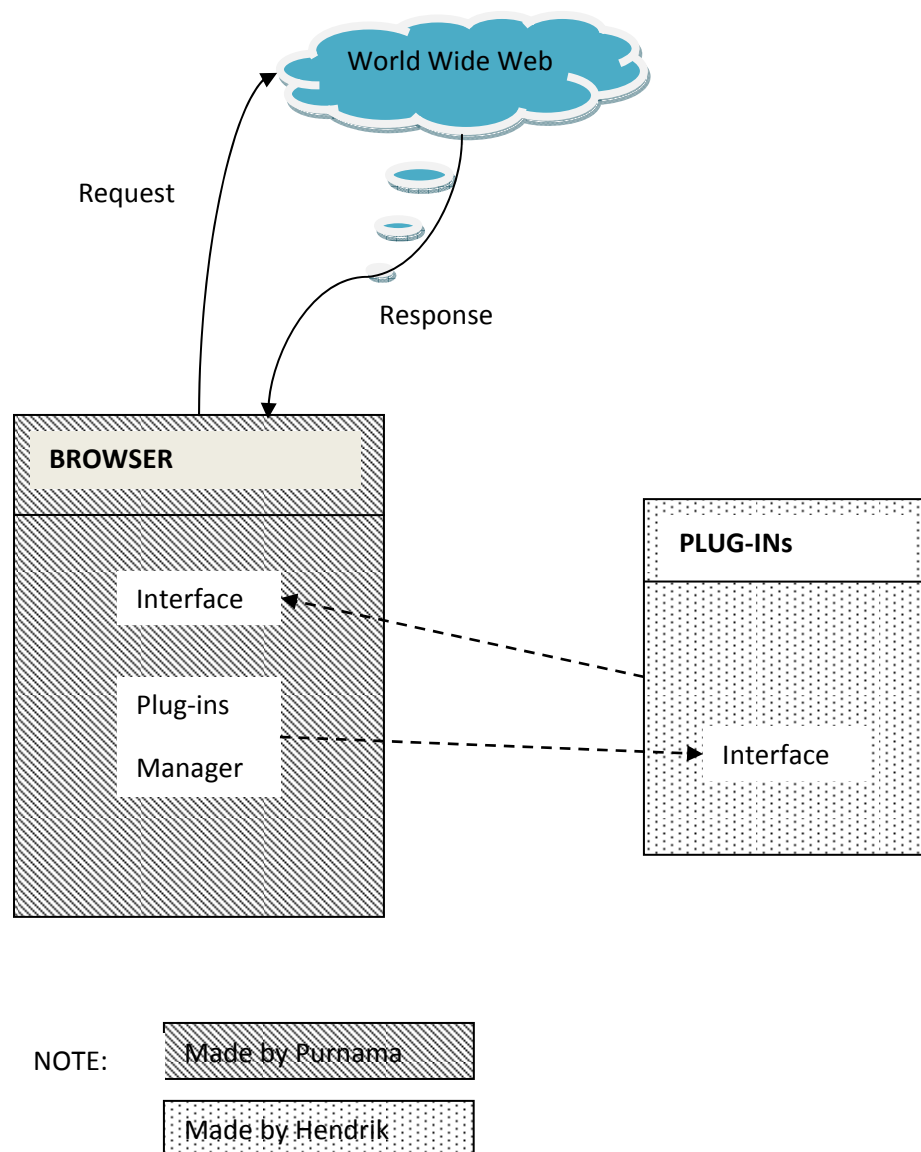 World Wide Web
Request
Response
BROWSER
PLUG-INs
Interface
Plug-ins
Manager
Interface
NOTE:
Made by Purnama
Made by Hendrik